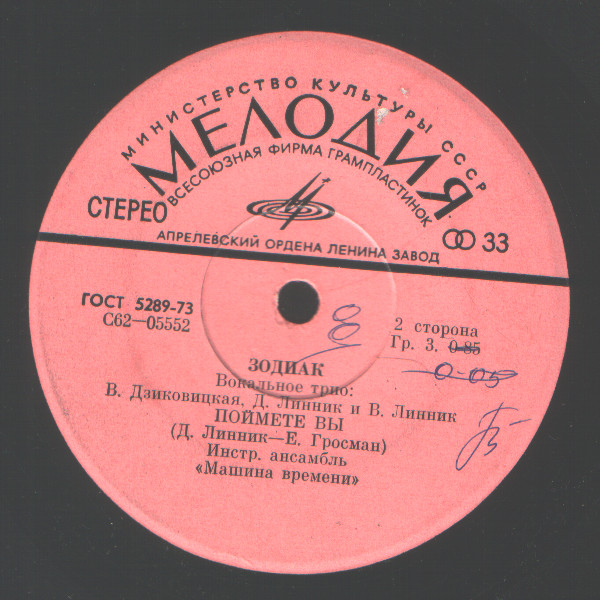 МИНИСТЕРСТВО КУЛЬТУРЫ СССР
МЕЛОДИЯ
ВСЕСОЮЗНАЯ ФИРМА ГРАМПЛАСТИНОК
СТЕРЕО
33
АПРЕЛЕВСКИЙ ОРДЕНА ЛЕНИНА ЗАВОД
ГОСТ 5289-73
С62—05552
2 сторона
Гр. 3. 0-85
0-05
8
ЗОДИАК
Вокальное трио:
В. Дзиковицкая, Д. Линник и В. Линник
ПОЙМЕТЕ ВЫ
(Д. Линник—Е. Гросман)
Инстр. ансамбль
«Машина времени»